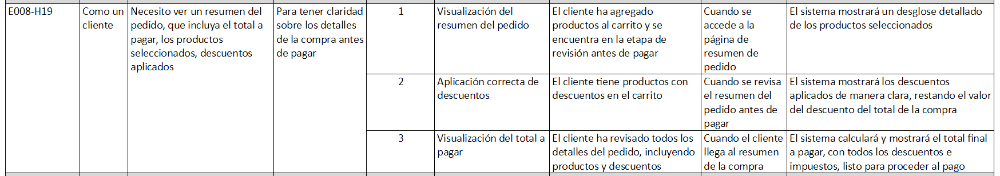 E008-H19
Como un
cliente
Necesito ver un resumen del
pedido, que incluya el total a
pagar, los productos
seleccionados, descuentos
aplicados
Para tener claridad
sobre los detalles
de la compra antes
de pagar
1
Visualización del
resumen del pedido
El cliente ha agregado
productos al carrito y se
encuentra en la etapa de
revisión antes de pagar
Cuando se
accede a la
página de
resumen de
pedido
El sistema mostrará un desglose detallado
de los productos seleccionados
2
Aplicación correcta de
descuentos
El cliente tiene productos con
descuentos en el carrito
Cuando se revisa
el resumen del
pedido antes de
pagar
El sistema mostrará los descuentos
aplicados de manera clara, restando el valor
del descuento del total de la compra
3
Visualización del total a
pagar
El cliente ha revisado todos los
detalles del pedido, incluyendo
productos y descuentos
Cuando el cliente
llega al resumen
de la compra
El sistema calculará y mostrará el total final
a pagar, con todos los descuentos e
impuestos, listo para proceder al pago